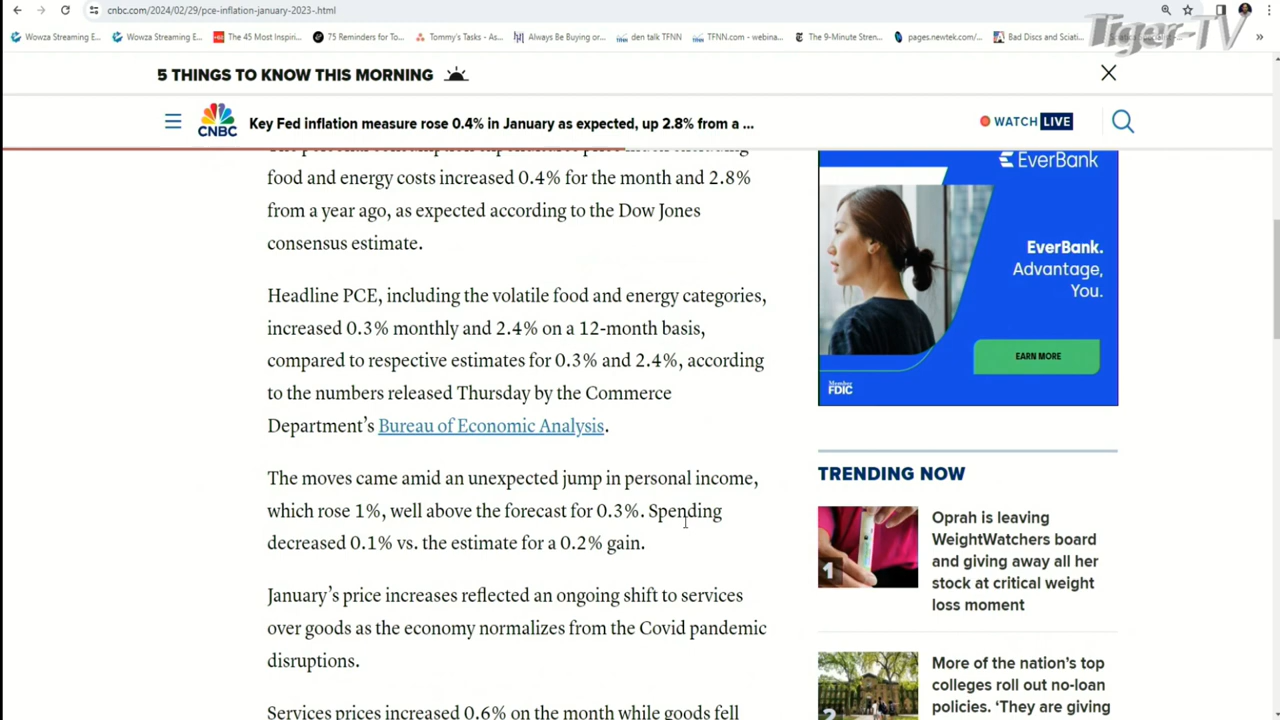 cnbc.com/2024/02/29/pce-inflation-january-2023-.html
Wowza Streaming E... Wowza Streaming E... The 45 Most Inspiri... 75 Reminders for To... Tommy's Tasks - As... Always Be Buying or... den talk TFNN TFNN.com - webina... The 9-Minute Stren... pages.newtek.com/... Bad Discs and Sciati...
Tiger-TV
5 THINGS TO KNOW THIS MORNING
CNBC
Key Fed inflation measure rose 0.4% in January as expected, up 2.8% from a ...
WATCH LIVE
food and energy costs increased 0.4% for the month and 2.8%
from a year ago, as expected according to the Dow Jones
consensus estimate.
Headline PCE, including the volatile food and energy categories,
increased 0.3% monthly and 2.4% on a 12-month basis,
compared to respective estimates for 0.3% and 2.4%, according
to the numbers released Thursday by the Commerce
Department's Bureau of Economic Analysis.
The moves came amid an unexpected jump in personal income,
which rose 1%, well above the forecast for 0.3%. Spending
decreased 0.1% vs. the estimate for a 0.2% gain.
January's price increases reflected an ongoing shift to services
over goods as the economy normalizes from the Covid pandemic
disruptions.
Services prices increased 0.6% on the month while goods fell
EverBank
EverBank.
Advantage,
You.
EARN MORE
Member
FDIC
TRENDING NOW
1
Oprah is leaving
WeightWatchers board
and giving away all her
stock at critical weight
loss moment
2
More of the nation's top
colleges roll out no-loan
policies. 'They are giving